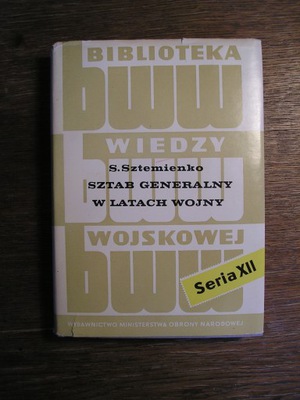 BIBLIOTEKA
bww
WIEDZY
bww
S. Sztemienko
SZTAB GENERALNY
W LATACH WOJNY
WOJSKOWEJ
bww
Seria XII
WYDAWNICTWO MINISTERSTWA OBRONY NARODOWEJ